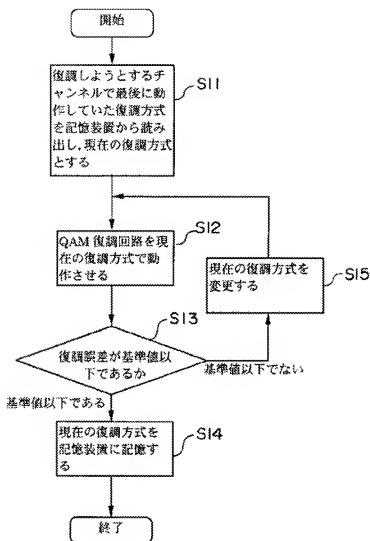 開始
復調しようとするチ
ャンネルで最後に動
作していた復調方式
を記憶装置から読み
出し,現在の復調方式
とする
S11
QAM復調回路を現
在の復調方式で動
作させる
S12
現在の復調方式を
変更する
S15
S13
復調誤差が基準値以
下であるか
基準値以下でない
基準値以下である
現在の復調方式を
記憶装置に記憶す
る
S14
終了